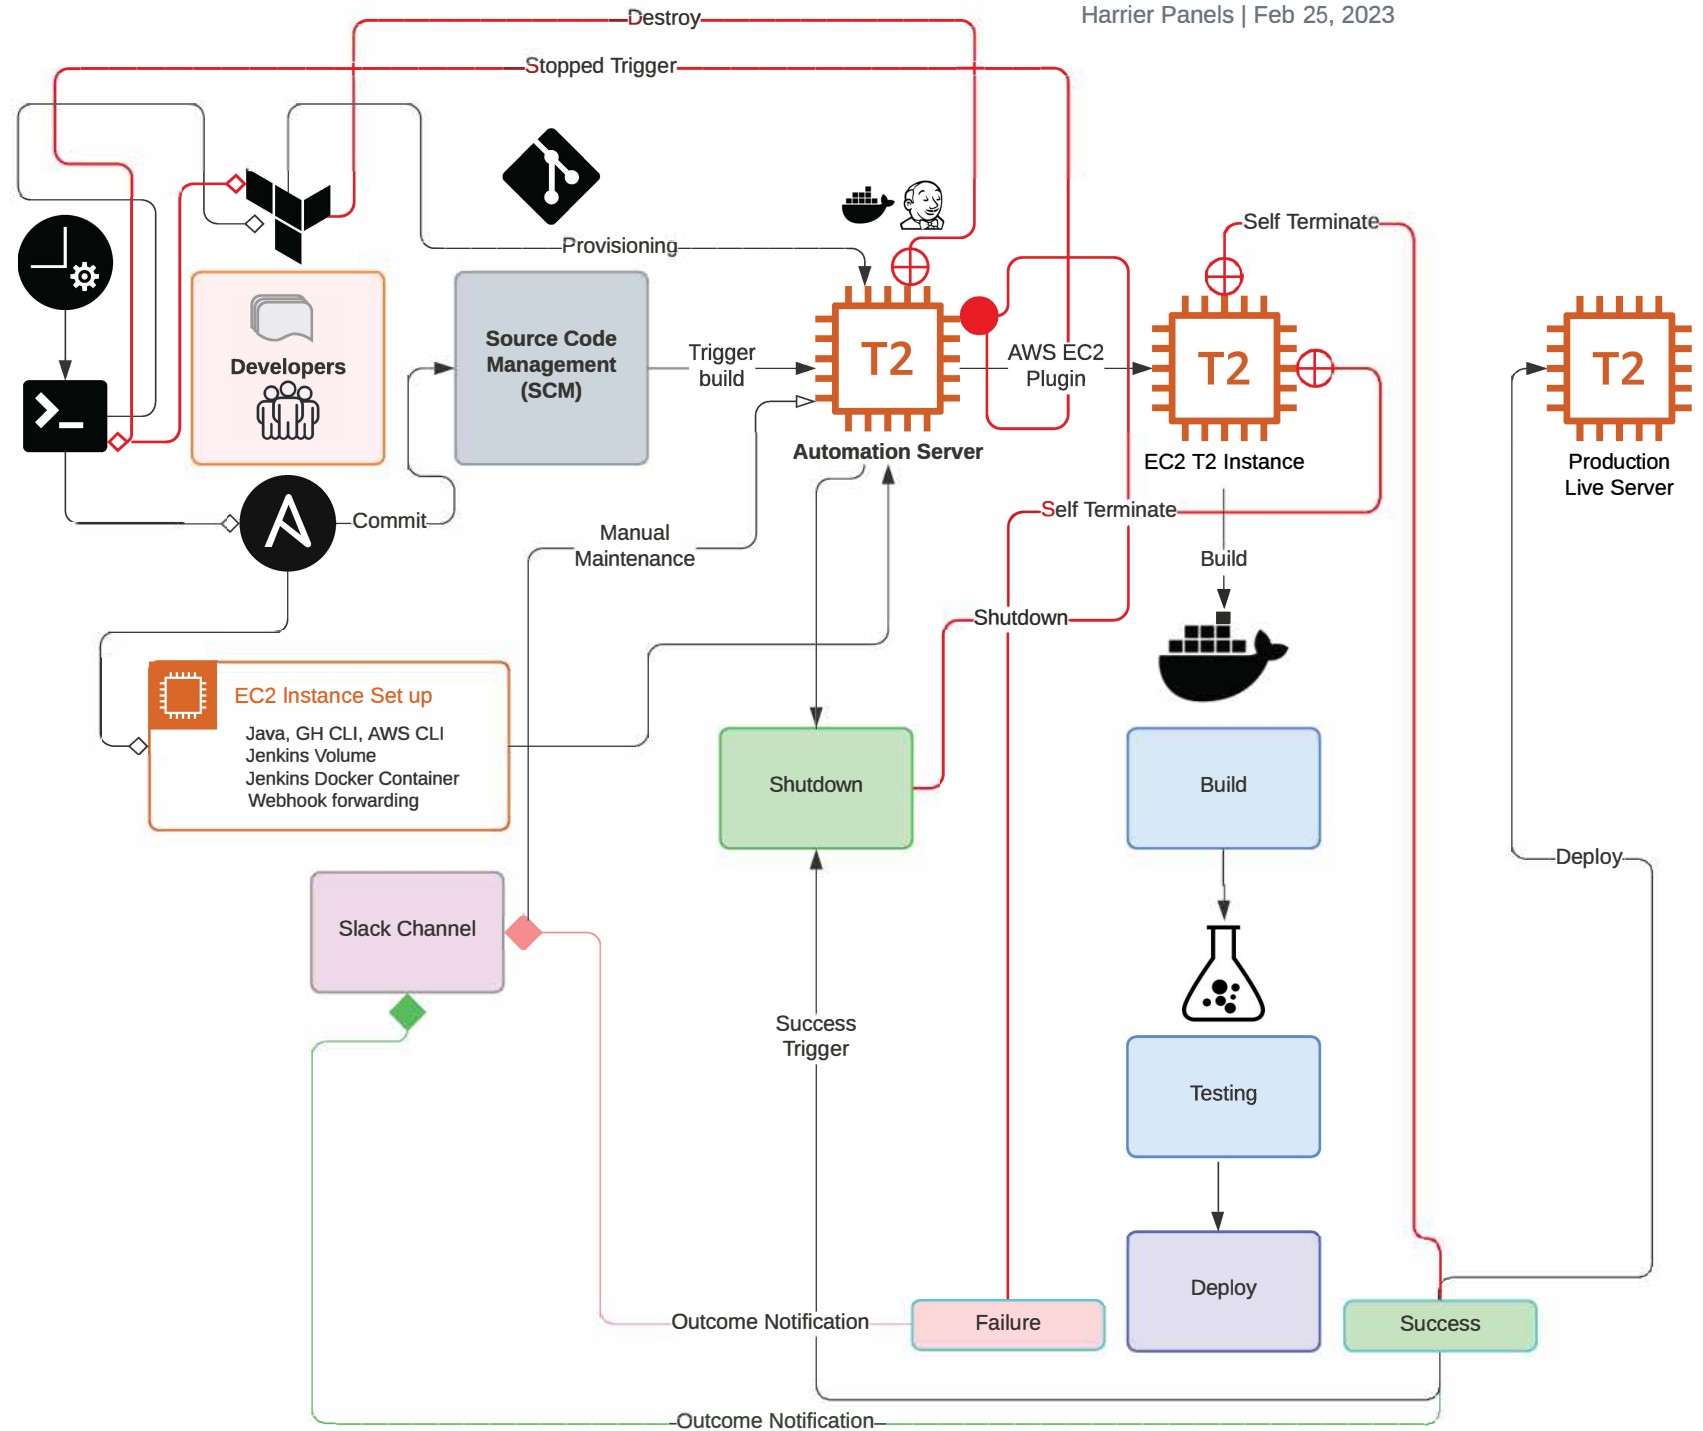 Harrier Panels | Feb 25, 2023
Destroy
Stopped Trigger
Self Terminate
Provisioning
Developers
Source Code
Management
(SCM)
Trigger
build
T2
Automation Server
AWS EC2
Plugin
T2
EC2 T2 Instance
T2
Production
Live Server
Commit
Manual
Maintenance
Self Terminate
Build
Shutdown
EC2 Instance Set up
Java, GH CLI, AWS CLI
Jenkins Volume
Jenkins Docker Container
Webhook forwarding
Shutdown
Build
Deploy
Slack Channel
Success
Trigger
Testing
Deploy
Outcome Notification
Failure
Success
Outcome Notification